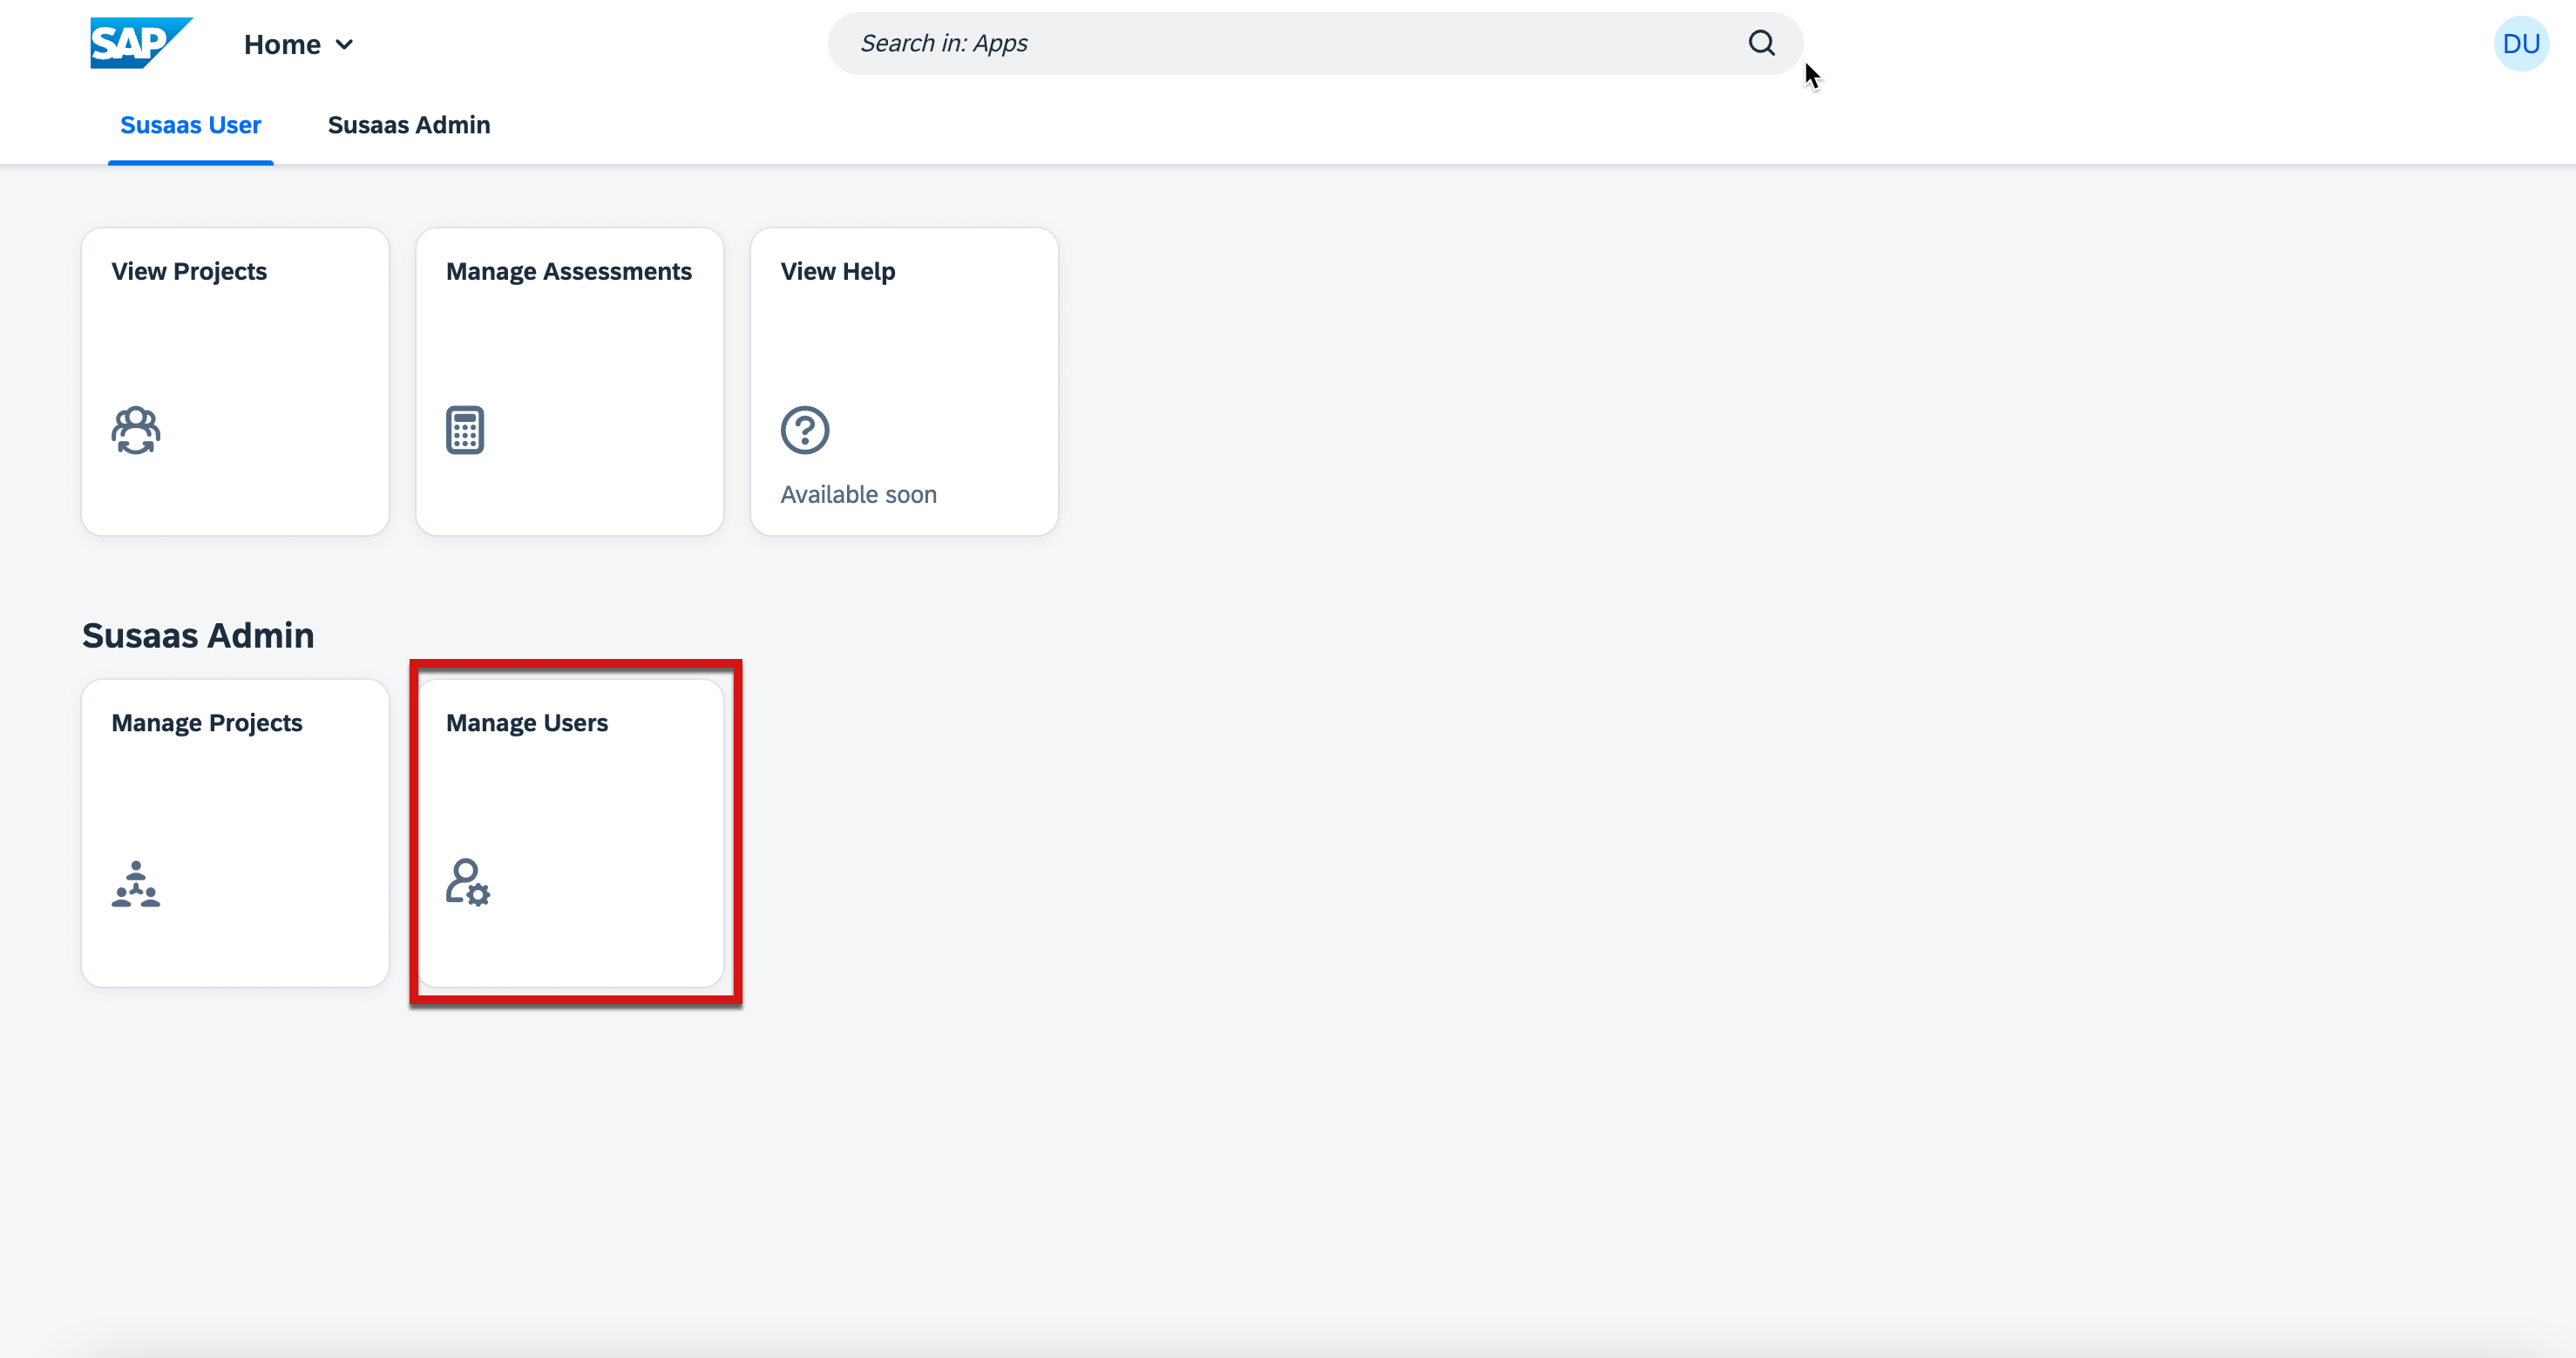 SAP
Home
Search in: Apps
DU
Susaas User
Susaas Admin
View Projects
Manage Assessments
View Help
Available soon
Susaas Admin
Manage Projects
Manage Users